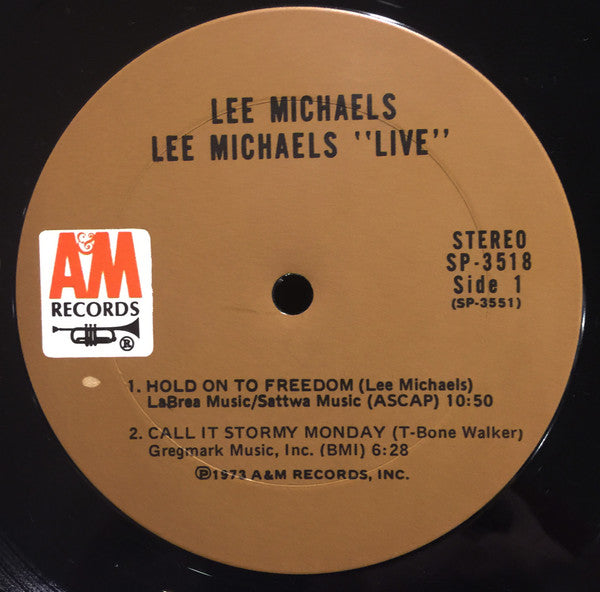 LEE MICHAELS
LEE MICHAELS "LIVE"
A&M
RECORDS
®
STEREO
SP-3518
Side 1
(SP-3551)
1. HOLD ON TO FREEDOM (Lee Michaels)
LaBrea Music/Sattwa Music (ASCAP) 10:50
2. CALL IT STORMY MONDAY (T-Bone Walker)
Gregmark Music, Inc. (BMI) 6:28
℗1973 A&M RECORDS, INC.